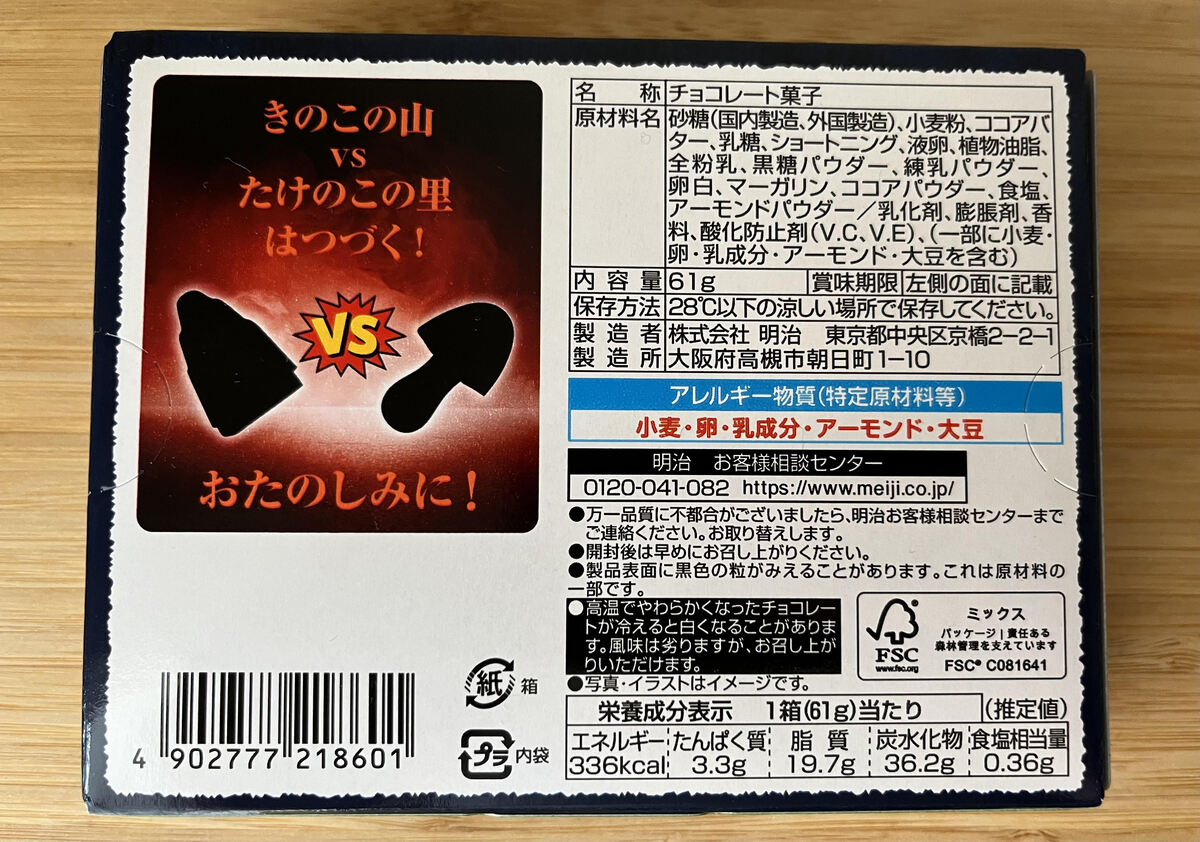 きのこの山
vs
たけのこの里
はつづく!
VS
おたのしみに!
4 902777 218601
紙 箱
プラ 内袋
名称 チョコレート菓子
原材料名 砂糖(国内製造、外国製造)、小麦粉、ココアバ
ター、乳糖、ショートニング、液卵、植物油脂、
全粉乳、黒糖パウダー、練乳パウダー、
卵白、マーガリン、ココアパウダー、食塩、
アーモンドパウダー/乳化剤、膨脹剤、香
料、酸化防止剤(V.C、V.E)、(一部に小麦・
卵・乳成分・アーモンド・大豆を含む)
内容量 61g 賞味期限 左側の面に記載
保存方法 28℃以下の涼しい場所で保存してください。
製造者 株式会社 明治 東京都中央区京橋2-2-1
製造所 大阪府高槻市朝日町1-10
アレルギー物質(特定原材料等)
小麦・卵・乳成分・アーモンド・大豆
明治 お客様相談センター
0120-041-082 https://www.meiji.co.jp/
●万一品質に不都合がございましたら、明治お客様相談センターまで
ご連絡ください。お取り替えします。
●開封後は早めにお召し上がりください。
●製品表面に黒色の粒がみえることがあります。これは原材料の
一部です。
●高温でやわらかくなったチョコレー
トが冷えると白くなることがありま
す。風味は劣りますが、お召し上が
りいただけます。
●写真・イラストはイメージです。
FSC
www.fsc.org
ミックス
パッケージ|責任ある
森林管理を支えています
FSC® C081641
栄養成分表示 1箱(61g)当たり (推定値)
エネルギー たんぱく質 脂質 炭水化物 食塩相当量
336kcal 3.3g 19.7g 36.2g 0.36g